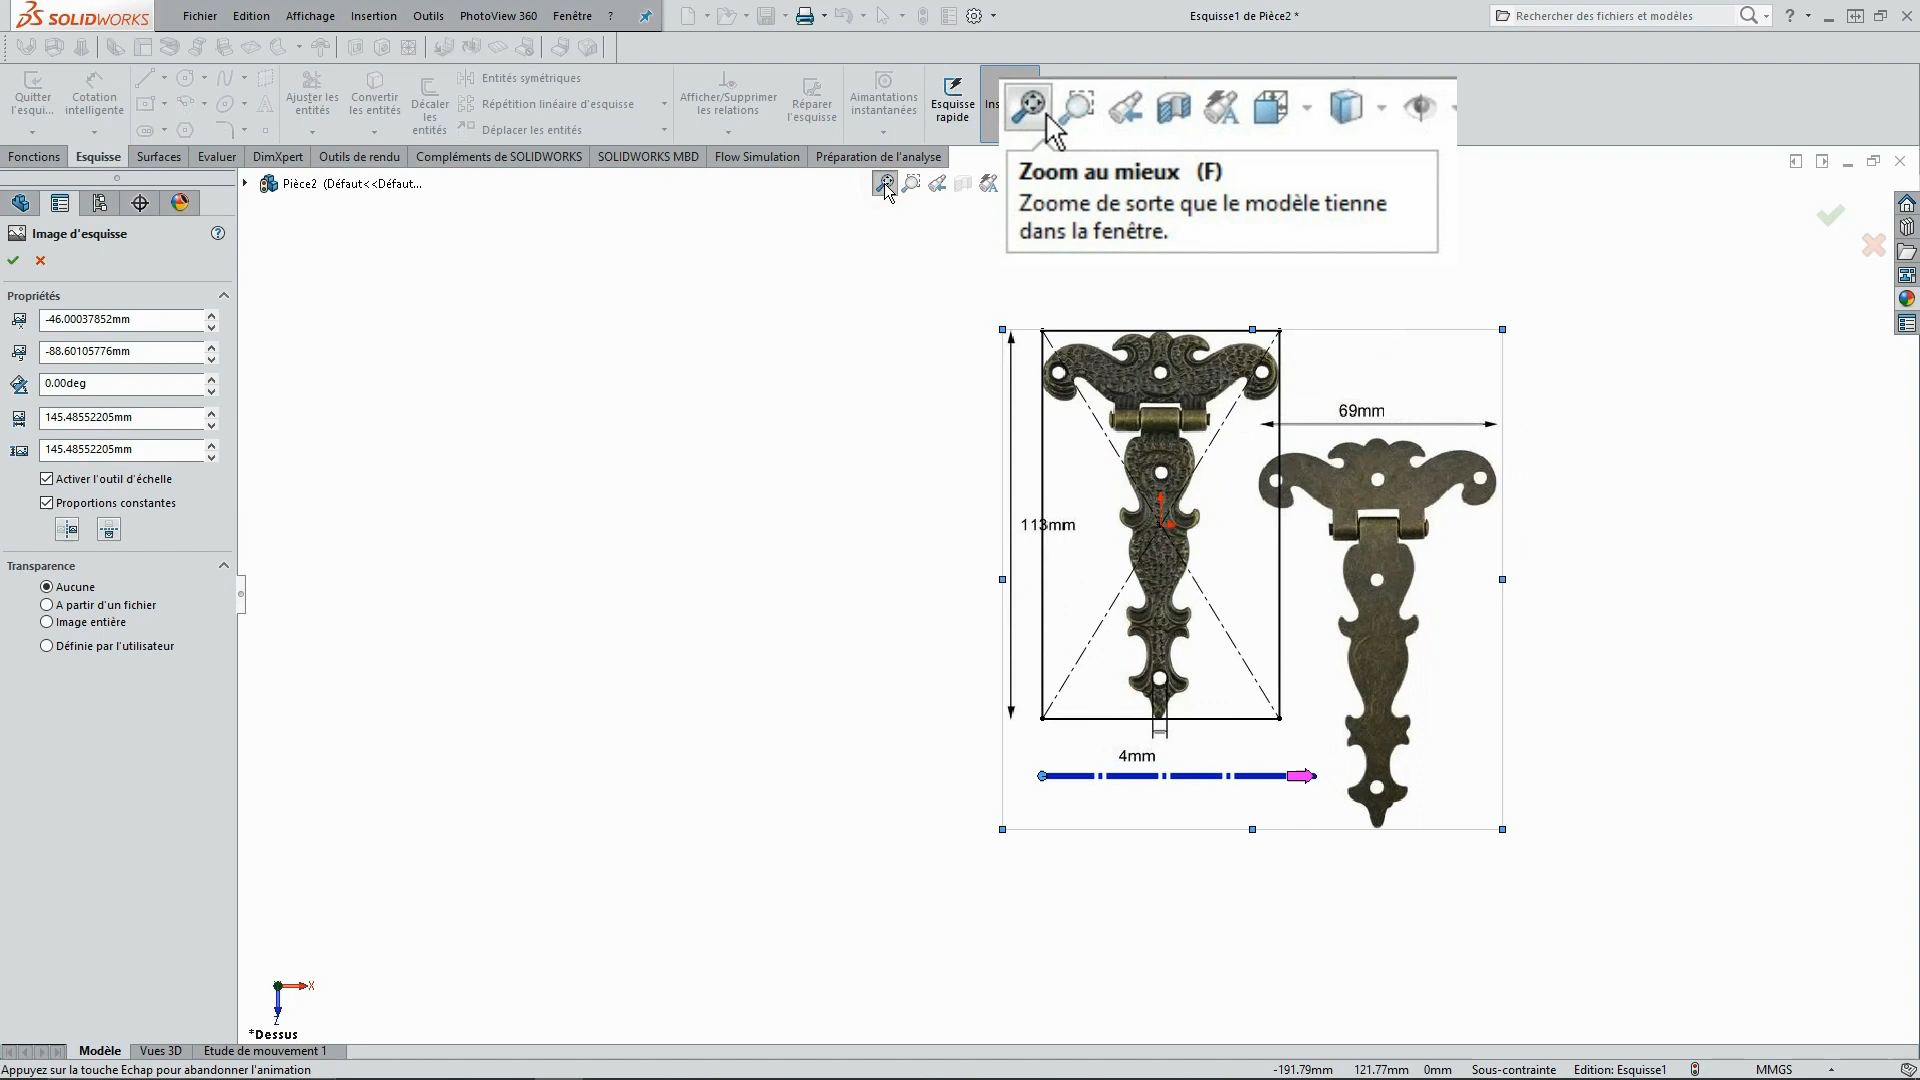 SOLIDWORKS
Fichier Edition Affichage Insertion Outils PhotoView 360 Fenêtre ?
Esquisse1 de Pièce2 *
Rechercher des fichiers et modèles
Quitter l'esqui...
Cotation intelligente
Ajuster les entités
Convertir les entités
Décaler les entités
Entités symétriques
Répétition linéaire d'esquisse
Déplacer les entités
Afficher/Supprimer les relations
Réparer l'esquisse
Aimantations instantanées
Esquisse rapide
Ins
Fonctions Esquisse Surfaces Evaluer DimXpert Outils de rendu Compléments de SOLIDWORKS SOLIDWORKS MBD Flow Simulation Préparation de l'analyse
Pièce2 (Défaut<<Défaut...
Zoom au mieux (F)
Zoome de sorte que le modèle tienne
dans la fenêtre.
Image d'esquisse
Propriétés
-46.00037852mm
-88.60105776mm
0.00deg
145.48552205mm
145.48552205mm
Activer l'outil d'échelle
Proportions constantes
Transparence
Aucune
A partir d'un fichier
Image entière
Définie par l'utilisateur
69mm
113mm
4mm
X
Z
*Dessus
Modèle Vues 3D Etude de mouvement 1
Appuyez sur la touche Echap pour abandonner l'animation
-191.79mm 121.77mm 0mm Sous-contrainte Edition: Esquisse1 MMGS